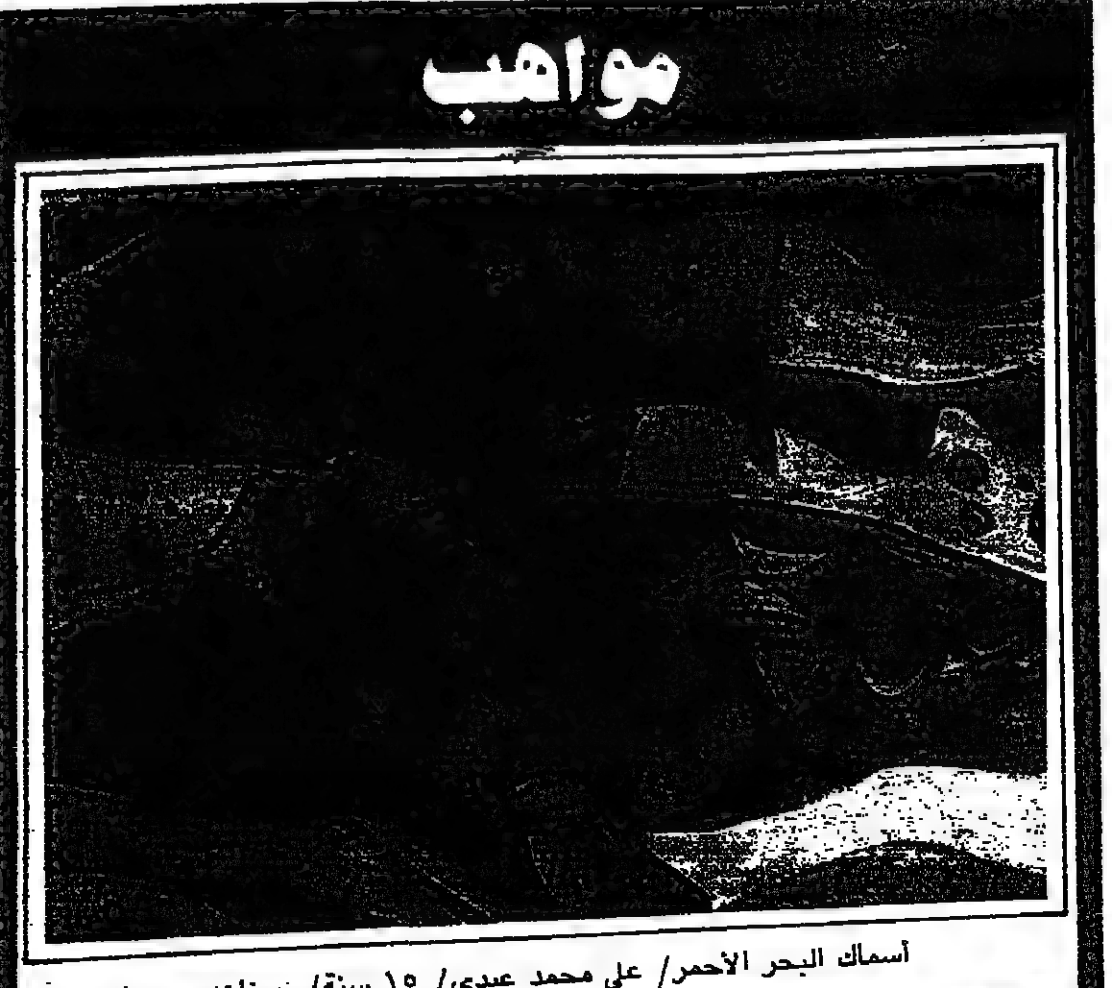 مواهب
أسماك البحر الأحمر/ علي محمد عبدي/ ١٥ سنة/